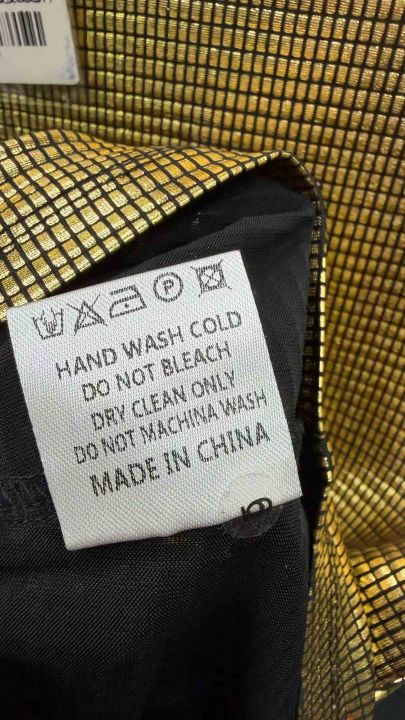 P
HAND WASH COLD
DO NOT BLEACH
DRY CLEAN ONLY
DO NOT MACHINA WASH
MADE IN CHINA